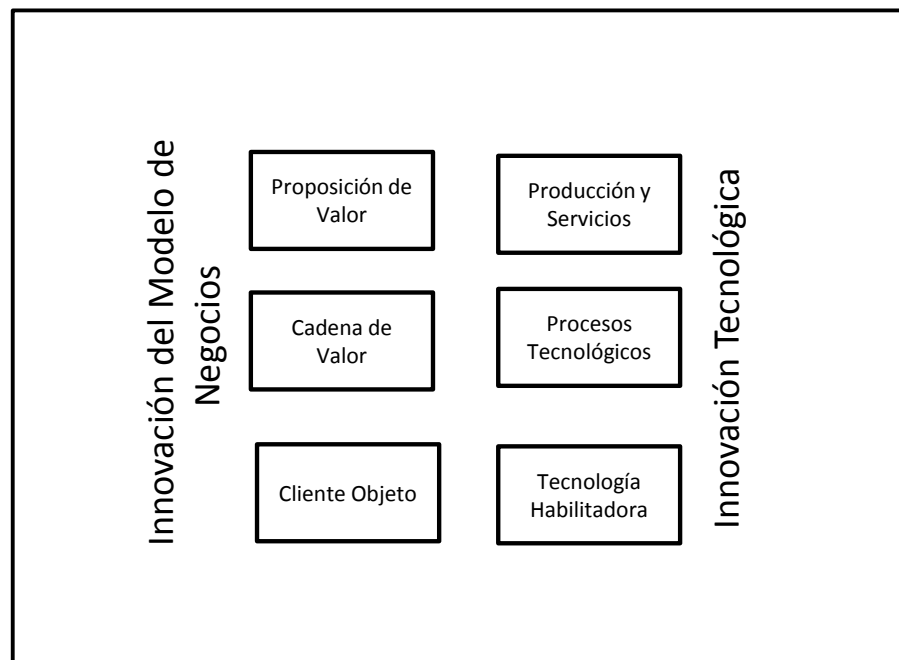 Innovación del Modelo de
Negocios
Proposición de
Valor
Cadena de
Valor
Cliente Objeto
Producción y
Servicios
Procesos
Tecnológicos
Tecnología
Habilitadora
Innovación Tecnológica